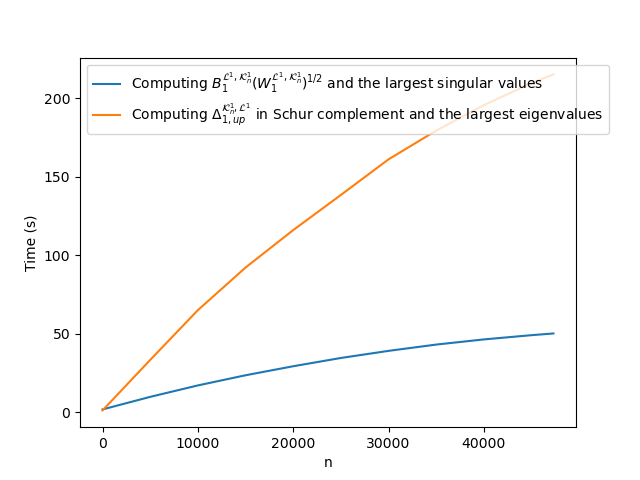 Computing $B_1^{\mathcal{L}^1, \mathcal{K}_n^1}(W_1^{\mathcal{L}^1, \mathcal{K}_n^1})^{1/2}$ and the largest singular values
Computing $\Delta_{1,up}^{\mathcal{K}_n^1, \mathcal{L}^1}$ in Schur complement and the largest eigenvalues
200
150
100
50
0
Time (s)
0 10000 20000 30000 40000
n